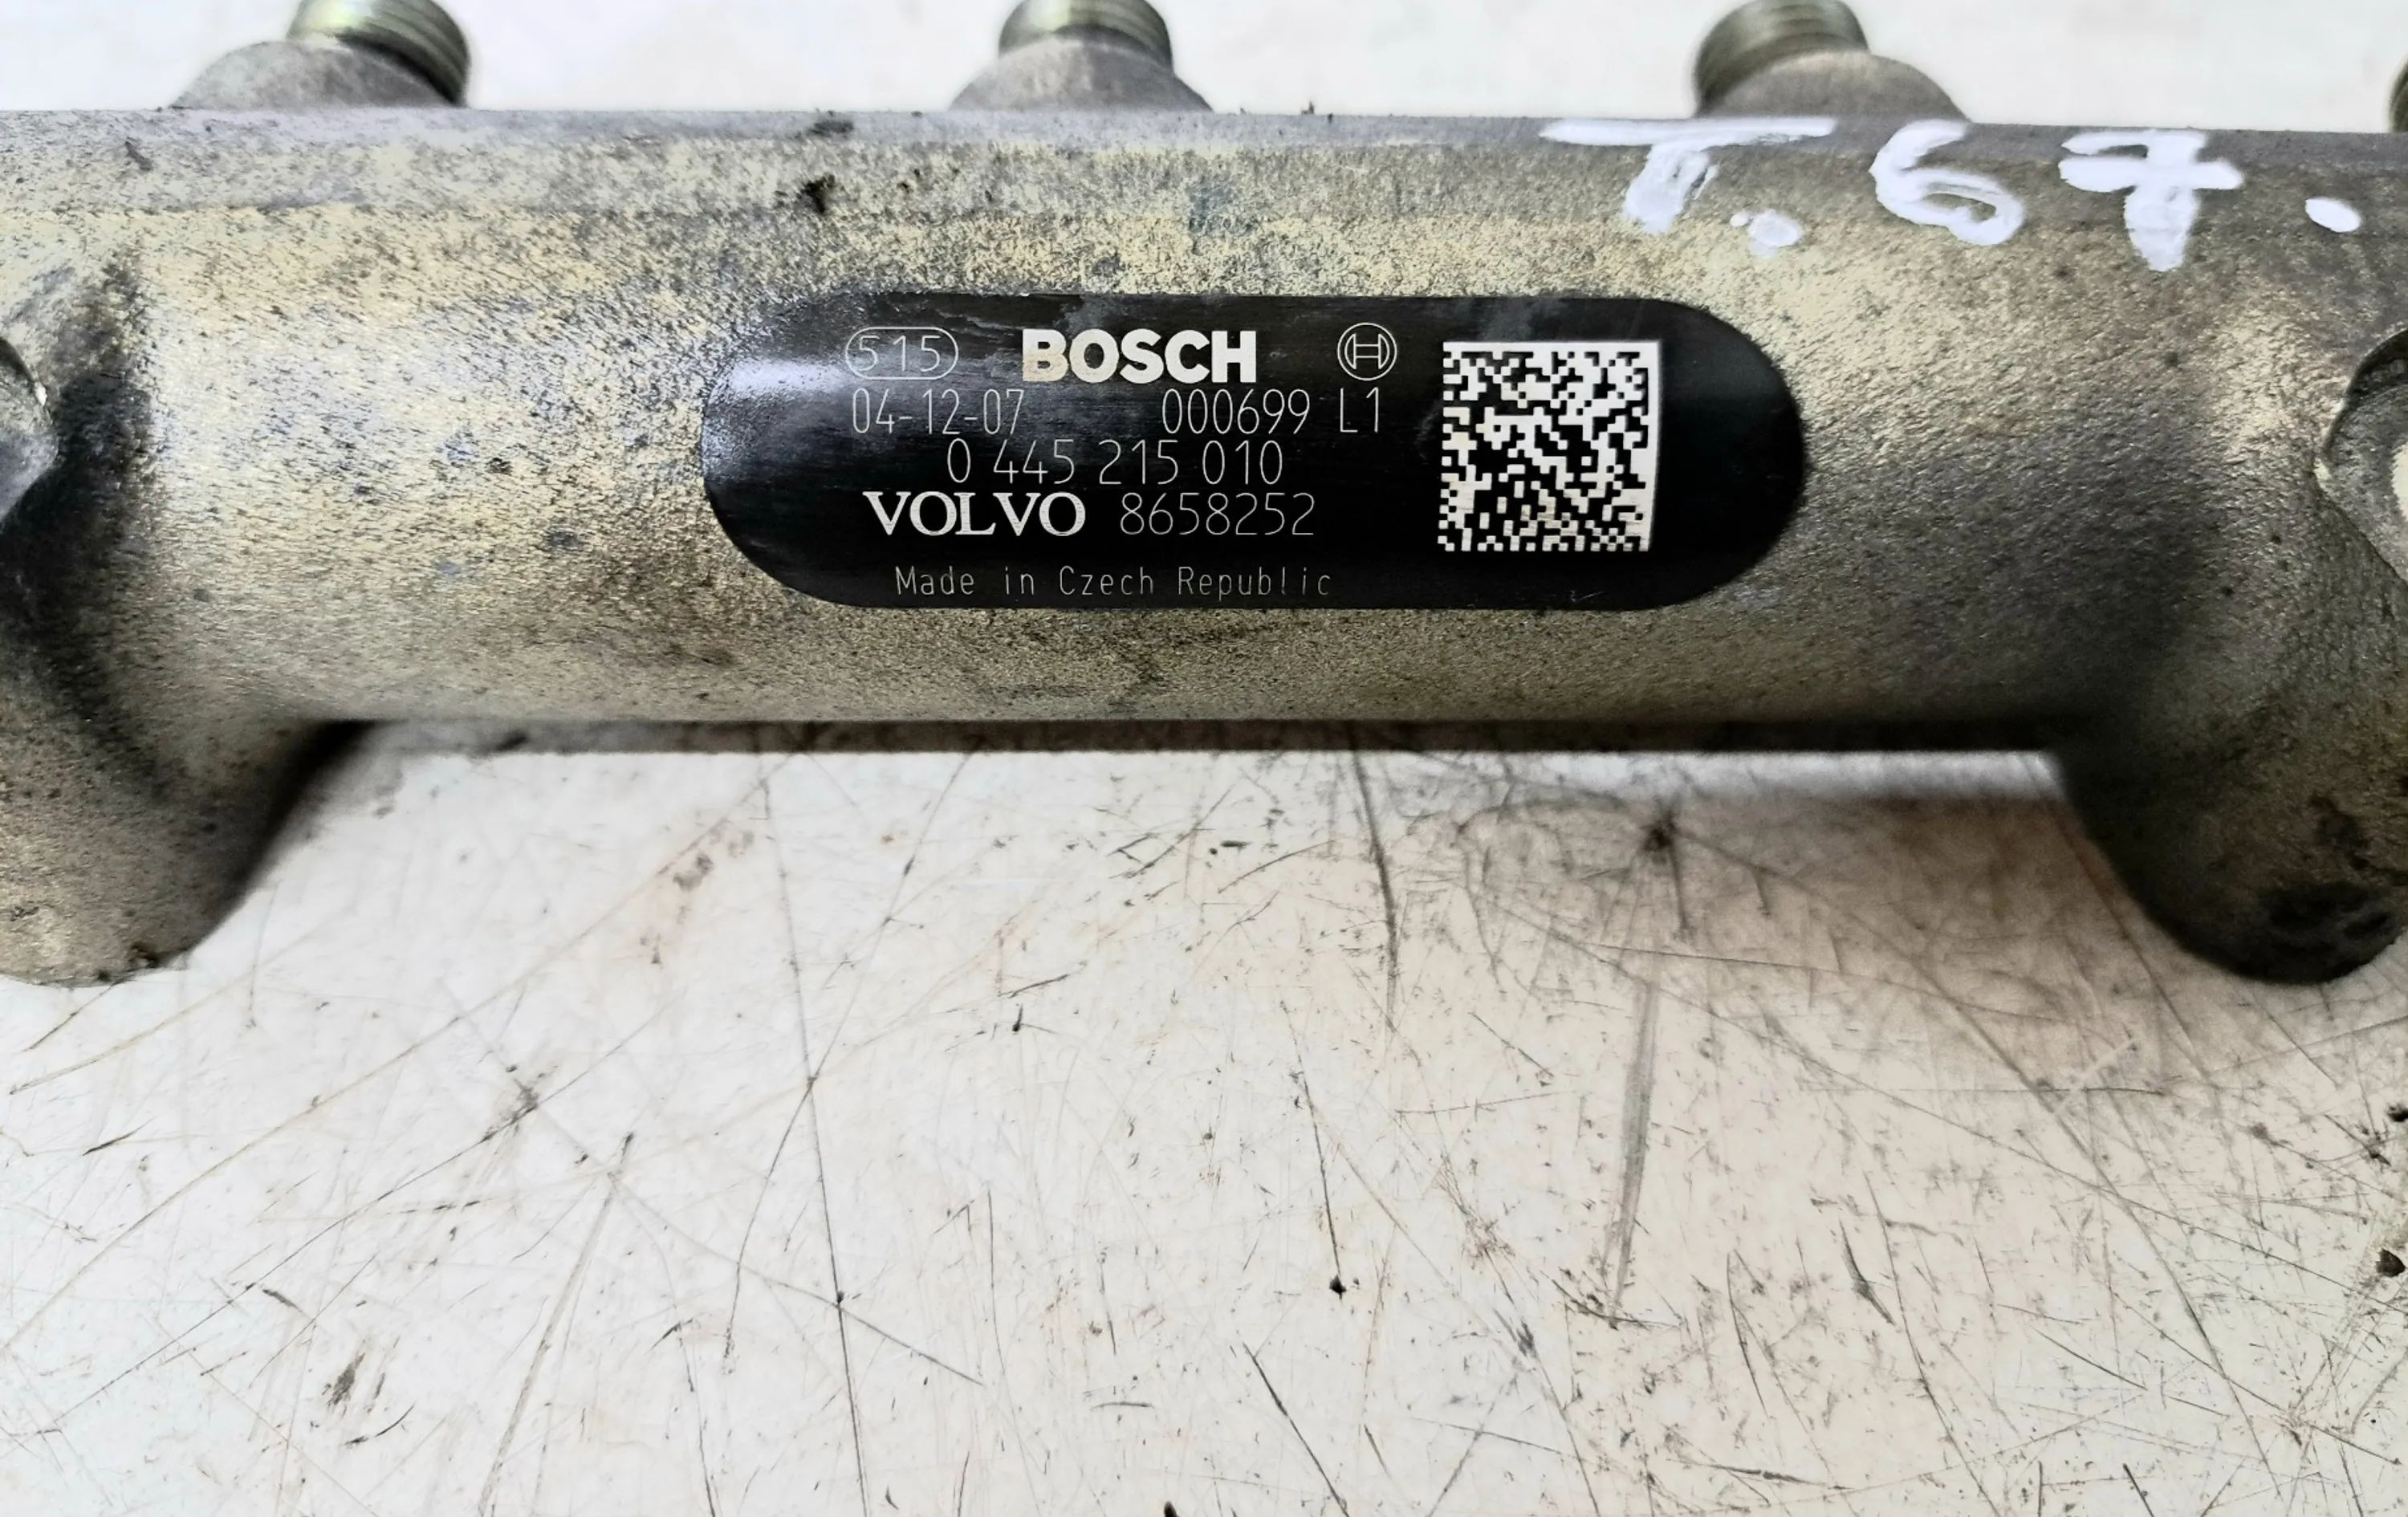 T. 67.
515 BOSCH
04-12-07 000699 L1
0 445 215 010
VOLVO 8658252
Made in Czech Republic